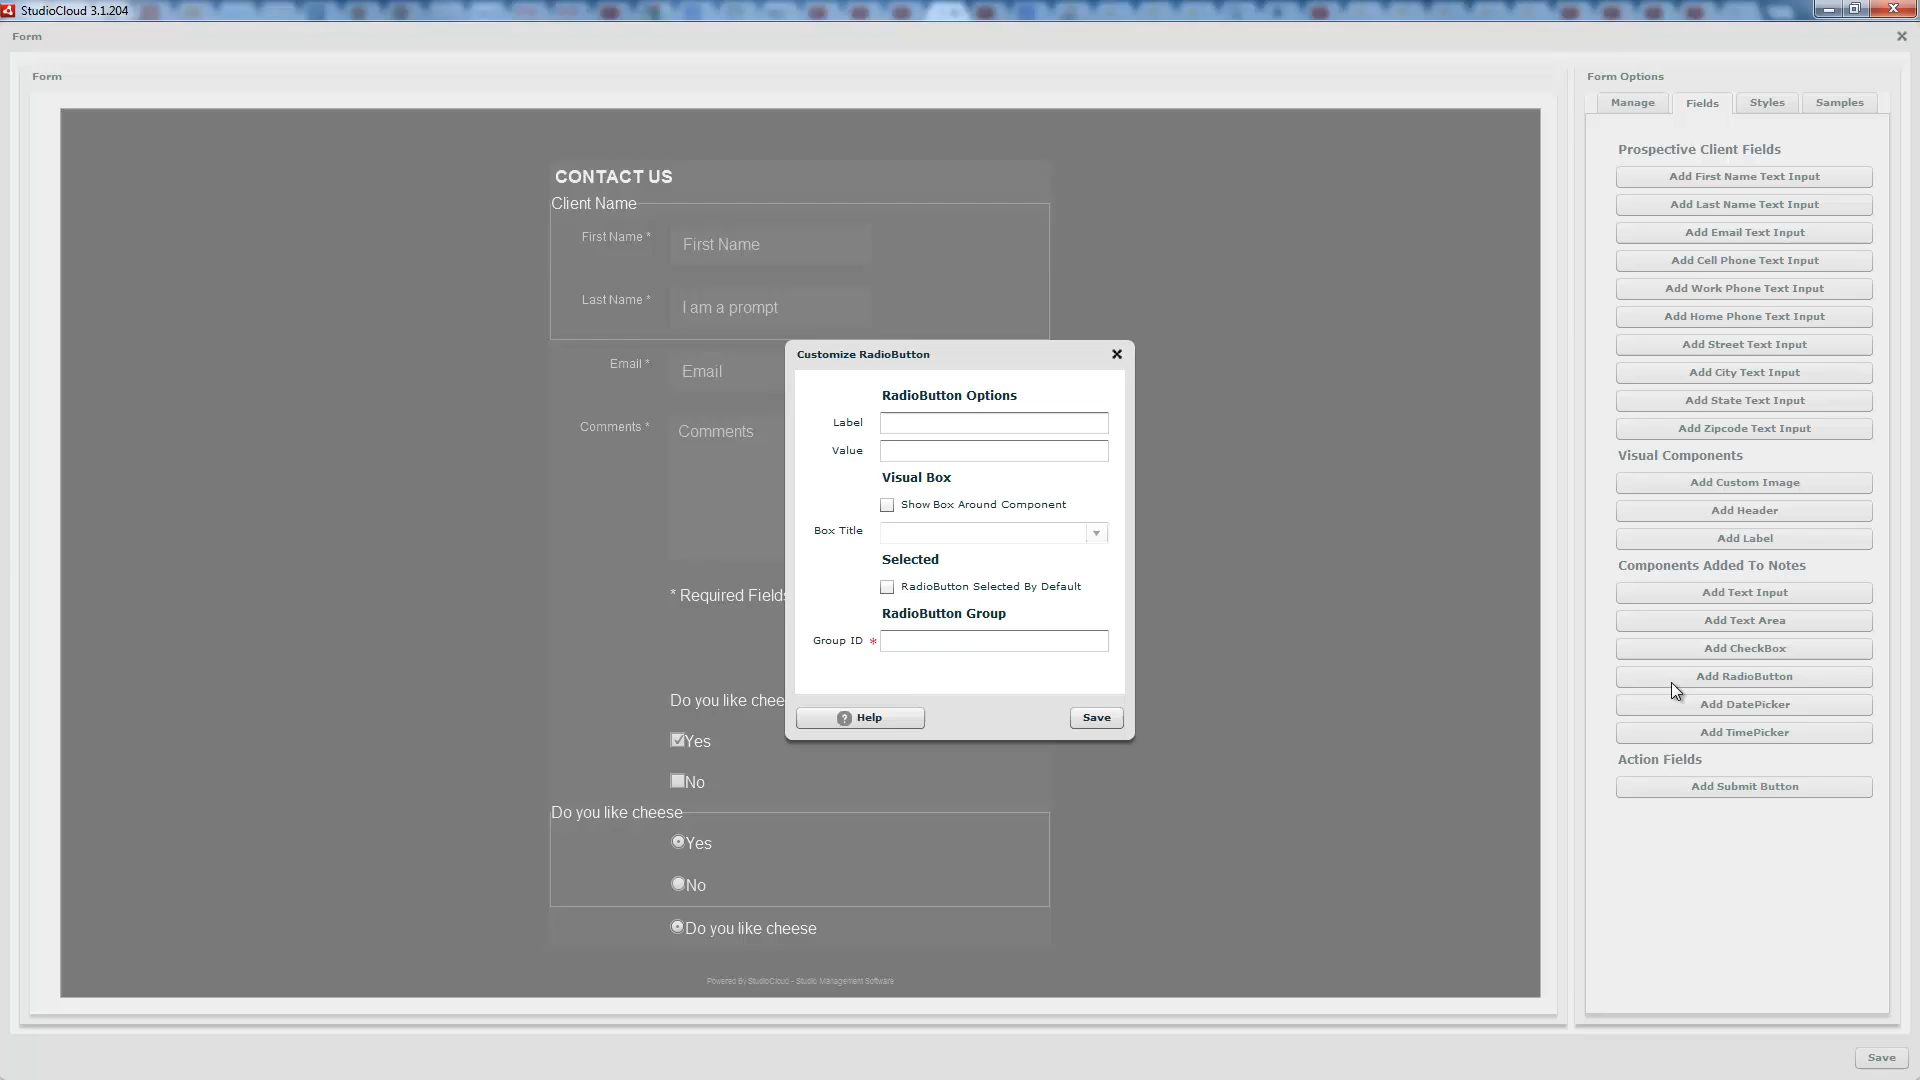 StudioCloud 3.1.204
Form
Form
CONTACT US
Client Name
First Name *
First Name
Last Name *
I am a prompt
Email *
Email
Comments *
Comments
* Required Fields
Do you like chee
Yes
No
Do you like cheese
Yes
No
Do you like cheese
Powered By StudioCloud - Studio Management Software
Customize RadioButton
RadioButton Options
Label
Value
Visual Box
Show Box Around Component
Box Title
Selected
RadioButton Selected By Default
RadioButton Group
Group ID *
? Help
Save
Form Options
Manage
Fields
Styles
Samples
Prospective Client Fields
Add First Name Text Input
Add Last Name Text Input
Add Email Text Input
Add Cell Phone Text Input
Add Work Phone Text Input
Add Home Phone Text Input
Add Street Text Input
Add City Text Input
Add State Text Input
Add Zipcode Text Input
Visual Components
Add Custom Image
Add Header
Add Label
Components Added To Notes
Add Text Input
Add Text Area
Add CheckBox
Add RadioButton
Add DatePicker
Add TimePicker
Action Fields
Add Submit Button
Save